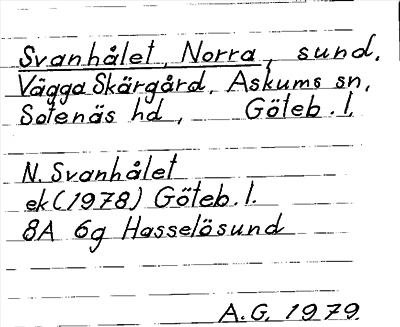 Svanhålet, Norra, sund.
Vägga Skärgård, Askums sn,
Sotenäs hd, Göteb. l.
N. Svanhålet
ek (1978) Göteb. l.
8A 6g Hasselösund
A.G. 1979.